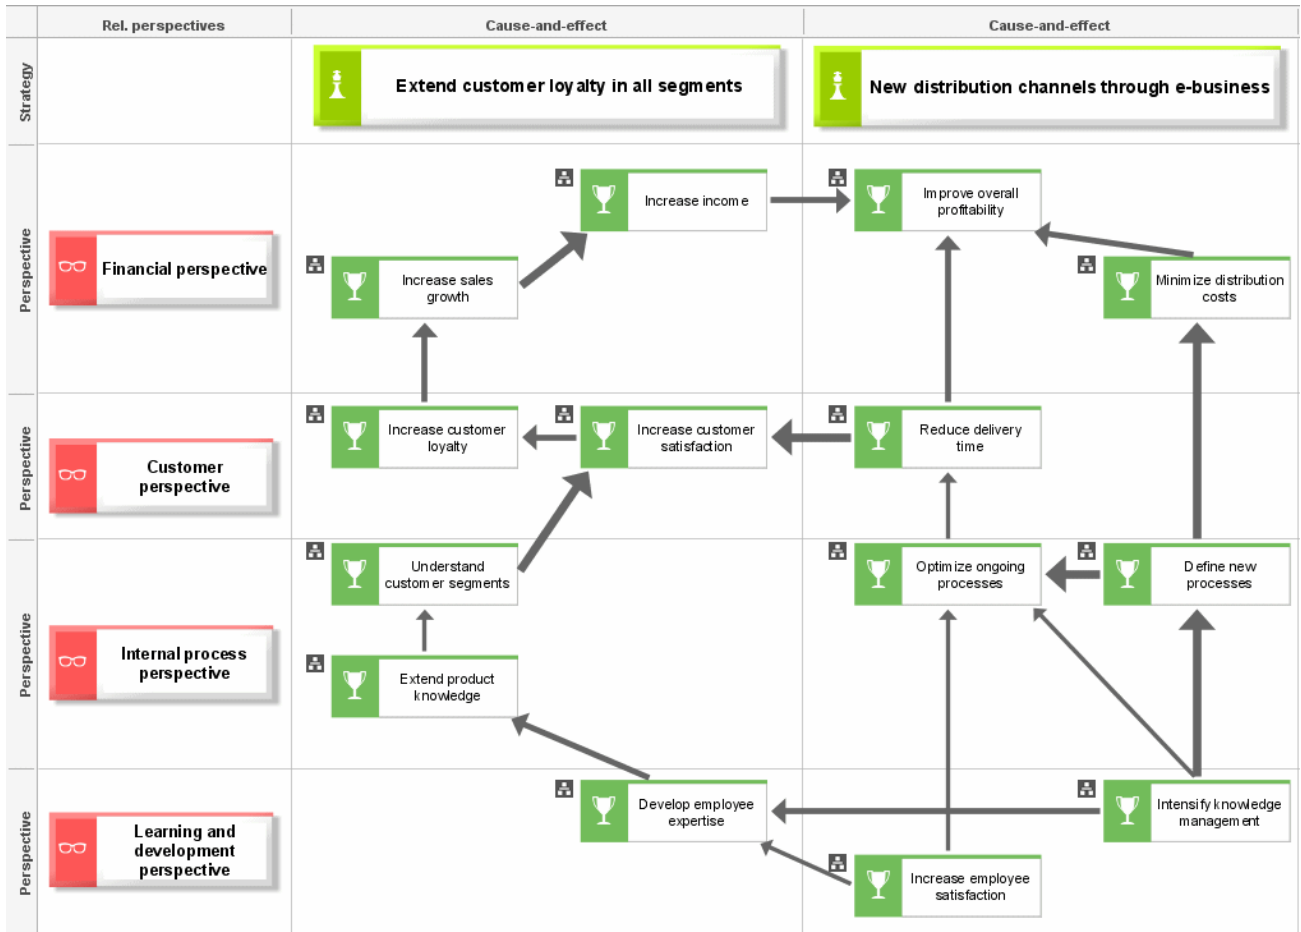 Rel. perspectives
Cause-and-effect
Cause-and-effect
Strategy
Extend customer loyalty in all segments
New distribution channels through e-business
Perspective
Financial perspective
Increase income
Improve overall
profitability
Increase sales
growth
Minimize distribution
costs
Perspective
Customer
perspective
Increase customer
loyalty
Increase customer
satisfaction
Reduce delivery
time
Perspective
Internal process
perspective
Understand
customer segments
Optimize ongoing
processes
Define new
processes
Extend product
knowledge
Perspective
Learning and
development
perspective
Develop employee
expertise
Intensify knowledge
management
Increase employee
satisfaction